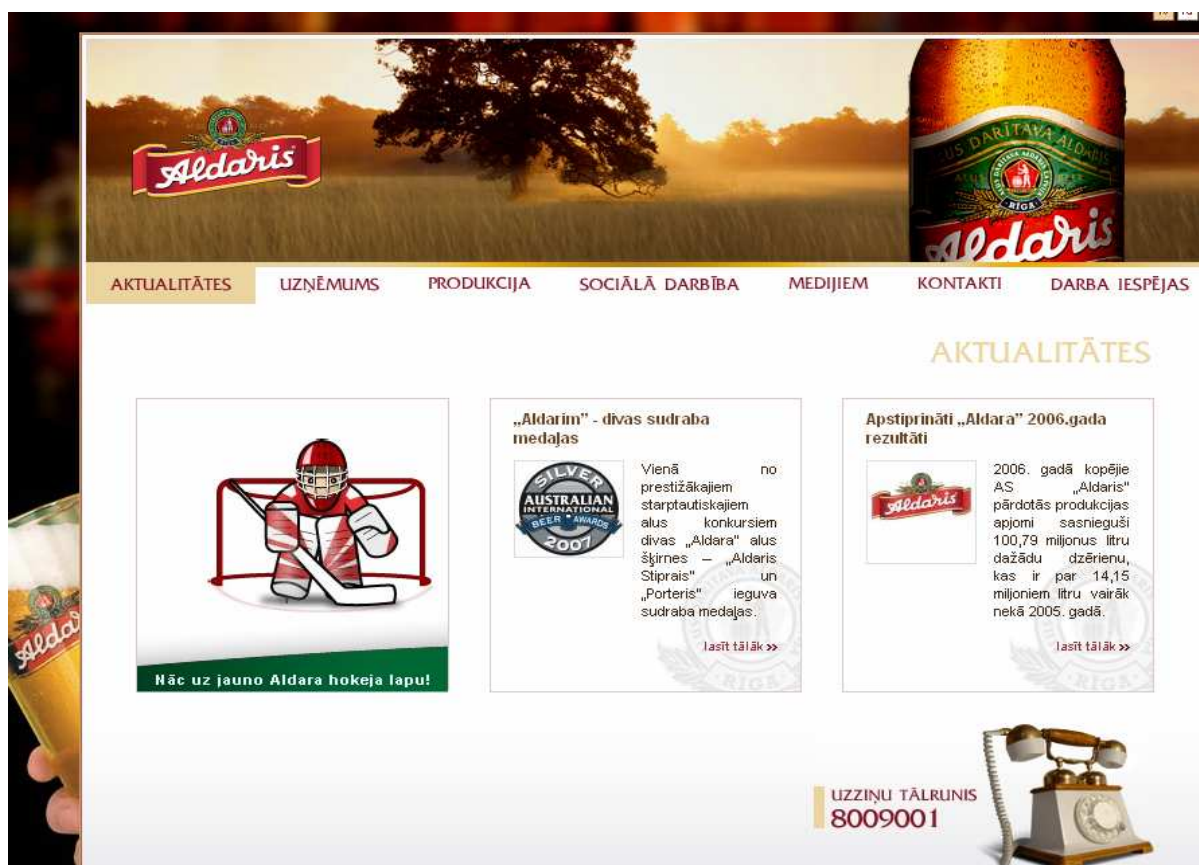 Aldaris
US DARĪTAVA ALDARIS
RĪGA
Aldaris
AKTUALITĀTES UZŅĒMUMS PRODUKCIJA SOCIĀLĀ DARBĪBA MEDIJIEM KONTAKTI DARBA IESPĒJAS
AKTUALITĀTES
Nāc uz jauno Aldara hokeja lapu!
„Aldarim” - divas sudraba
medaļas
SILVER
AUSTRALIAN
INTERNATIONAL
BEER AWARDS
2007
Vienā no
prestižākajiem
starptautiskajiem
alus konkursiem
divas „Aldara” alus
šķirnes – „Aldaris
Stiprais” un
„Porteris” ieguva
sudraba medaļas.
lasīt tālāk »
RĪGA
Apstiprināti „Aldara” 2006.gada
rezultāti
Aldaris
2006. gadā kopējie
AS „Aldaris”
pārdotās produkcijas
apjomi sasnieguši
100,79 miljonus litru
dažādu dzērienu,
kas ir par 14,15
miljoniem litru vairāk
nekā 2005. gadā.
lasīt tālāk »
RĪGA
Aldaris
UZZIŅU TĀLRUNIS
8009001